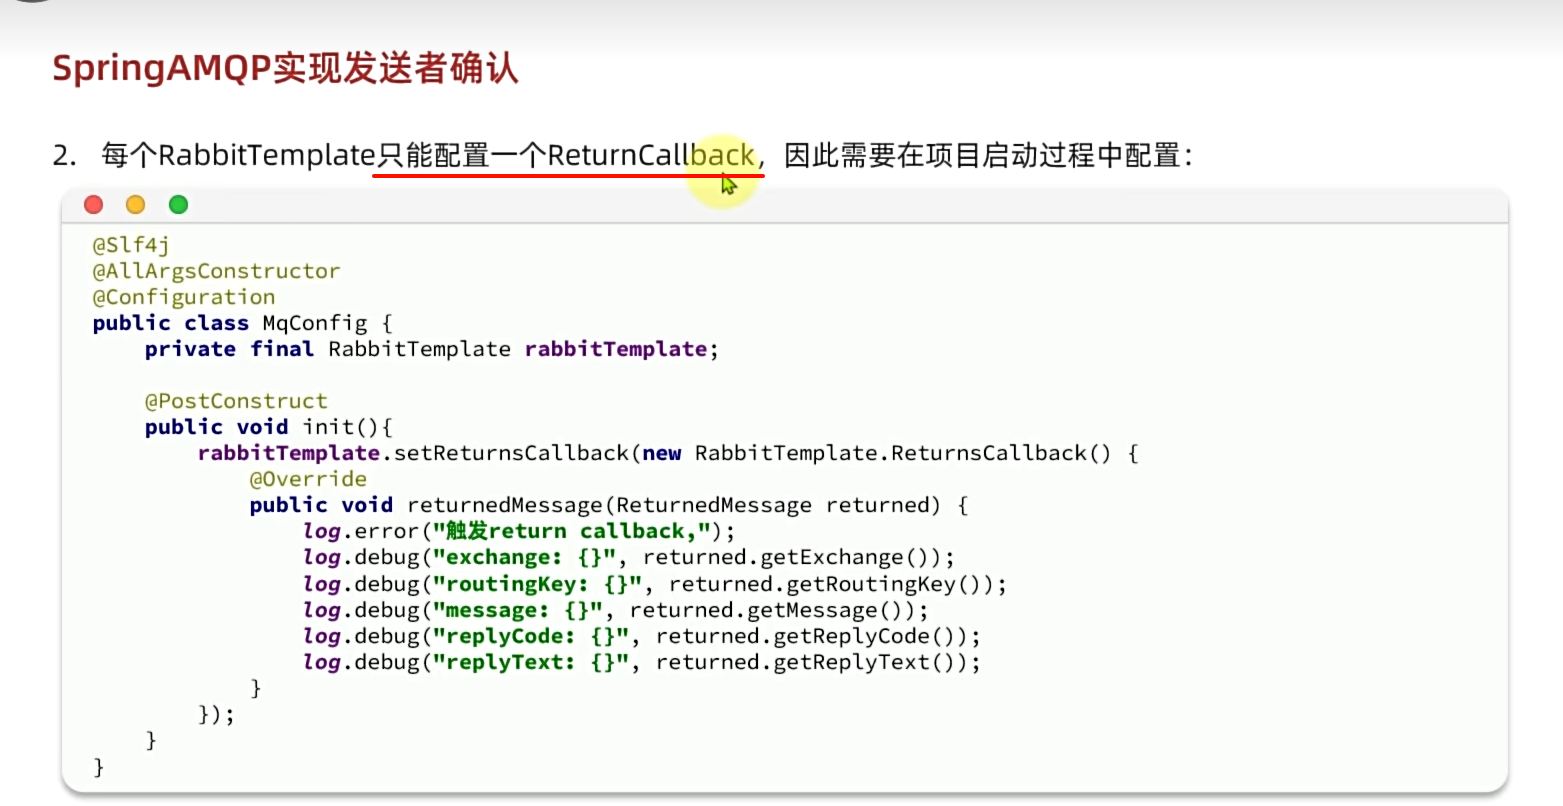 SpringAMQP实现发送者确认
2. 每个RabbitTemplate只能配置一个ReturnCallback，因此需要在项目启动过程中配置：
@Slf4j
@AllArgsConstructor
@Configuration
public class MqConfig {
    private final RabbitTemplate rabbitTemplate;
    @PostConstruct
    public void init(){
        rabbitTemplate.setReturnsCallback(new RabbitTemplate.ReturnsCallback() {
            @Override
            public void returnedMessage(ReturnedMessage returned) {
                log.error("触发return callback,");
                log.debug("exchange: {}", returned.getExchange());
                log.debug("routingKey: {}", returned.getRoutingKey());
                log.debug("message: {}", returned.getMessage());
                log.debug("replyCode: {}", returned.getReplyCode());
                log.debug("replyText: {}", returned.getReplyText());
            }
        });
    }
}